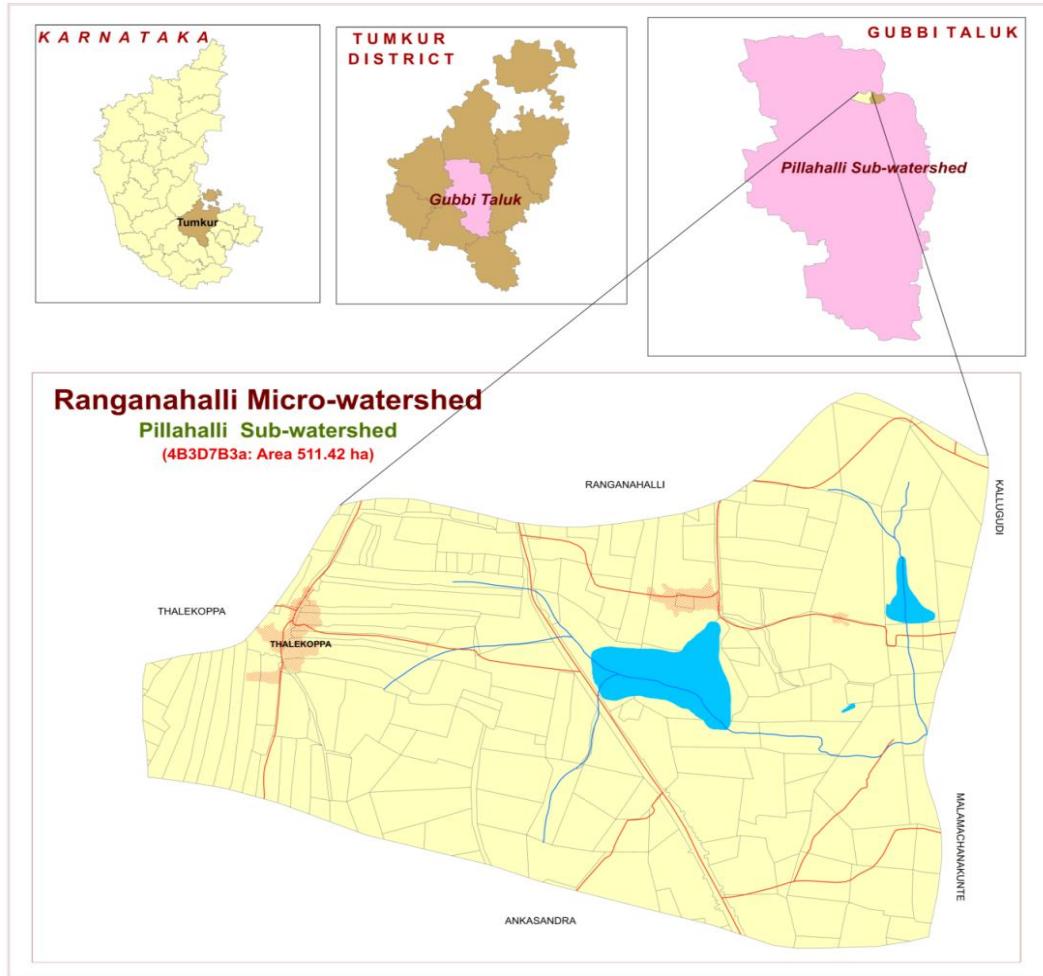 KARNATAKA
TUMKUR
DISTRICT
GUBBI TALUK
Tumkur
Gubbi Taluk
Pillahalli Sub-watershed
Ranganahalli Micro-watershed
Pillahalli Sub-watershed
(4B3D7B3a: Area 511.42 ha)
RANGANAHALLI
KALLUGUDI
THALEKOPPA
THALEKOPPA
MALAMACHANAKUNTE
ANKASANDRA